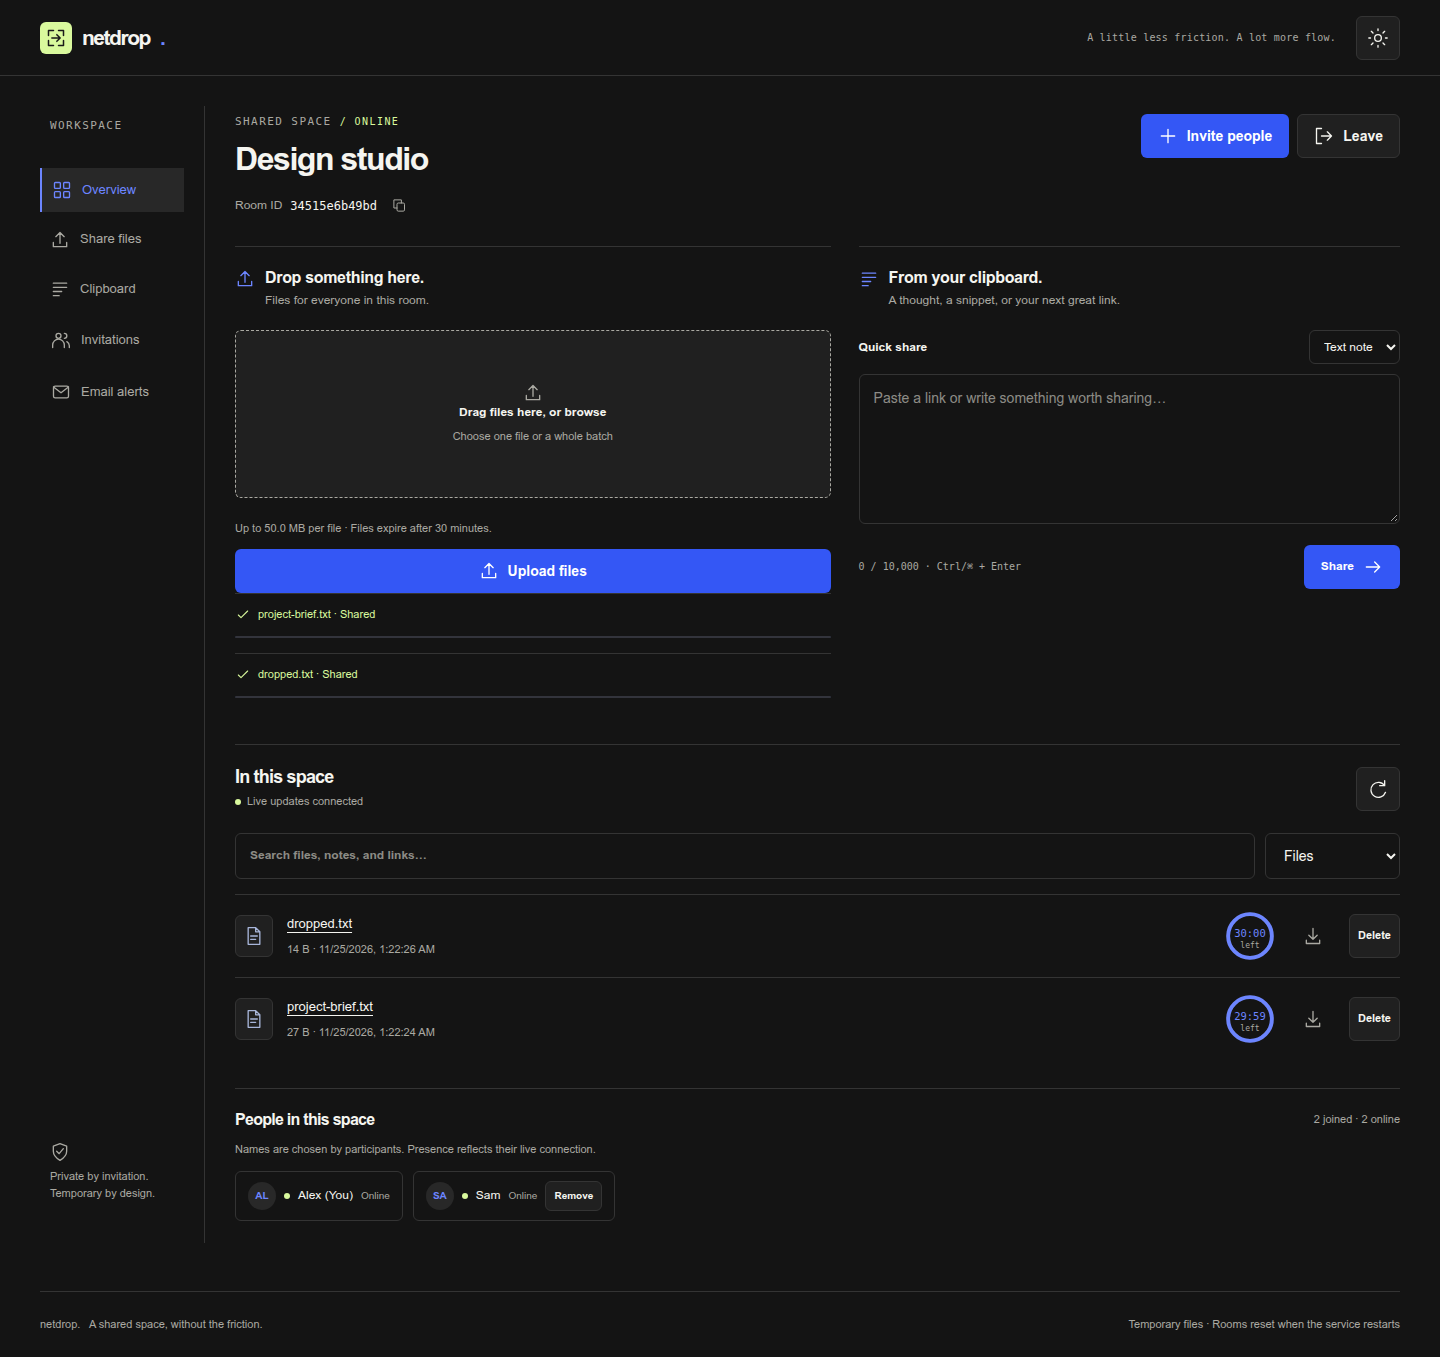 netdrop .
A little less friction. A lot more flow.
WORKSPACE
Overview
Share files
Clipboard
Invitations
Email alerts
Private by invitation.
Temporary by design.
SHARED SPACE / ONLINE
Design studio
Room ID 34515e6b49bd
Invite people
Leave
Drop something here.
Files for everyone in this room.
Drag files here, or browse
Choose one file or a whole batch
Up to 50.0 MB per file · Files expire after 30 minutes.
Upload files
project-brief.txt · Shared
dropped.txt · Shared
From your clipboard.
A thought, a snippet, or your next great link.
Quick share
Text note
Paste a link or write something worth sharing…
0 / 10,000 · Ctrl/⌘ + Enter
Share
In this space
Live updates connected
Search files, notes, and links…
Files
dropped.txt
14 B · 11/25/2026, 1:22:26 AM
30:00
left
Delete
project-brief.txt
27 B · 11/25/2026, 1:22:24 AM
29:59
left
Delete
People in this space
2 joined · 2 online
Names are chosen by participants. Presence reflects their live connection.
AL Alex (You) Online
SA Sam Online Remove
netdrop. A shared space, without the friction.
Temporary files · Rooms reset when the service restarts